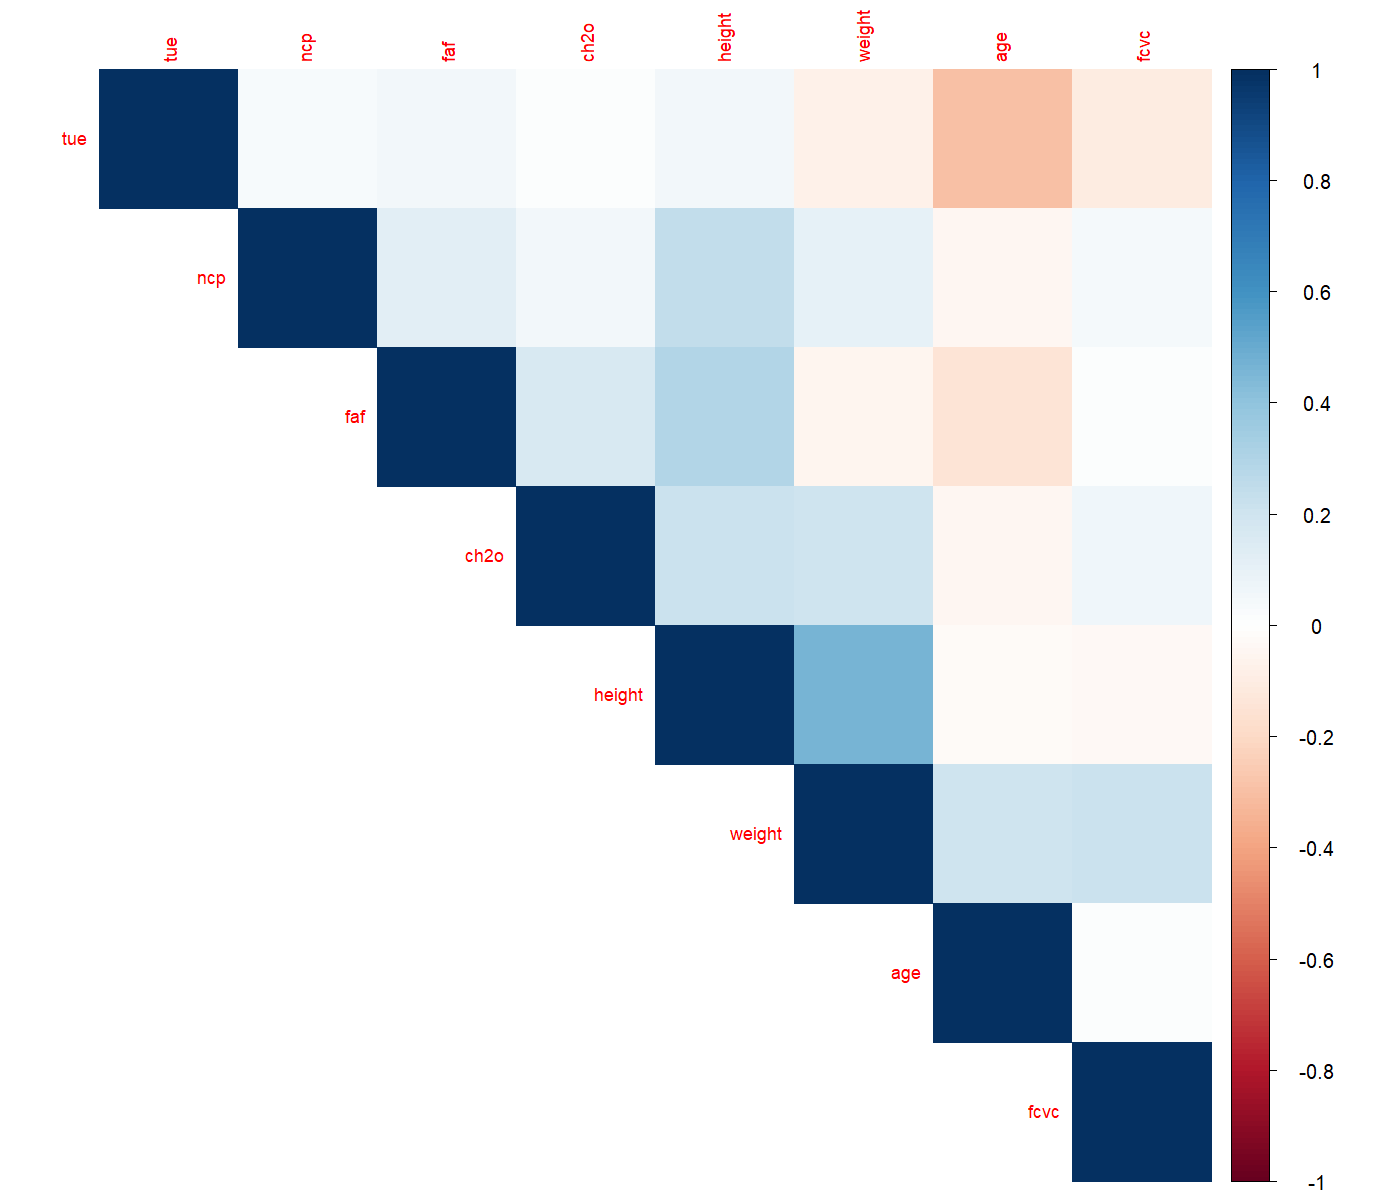 tue
ncp
faf
ch2o
height
weight
age
fcvc
tue
ncp
faf
ch2o
height
weight
age
fcvc
1
0.8
0.6
0.4
0.2
0
-0.2
-0.4
-0.6
-0.8
-1